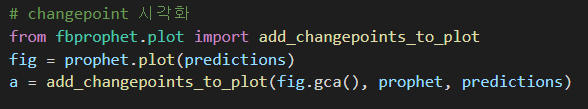 # changepoint 시각화
from fbprophet.plot import add_changepoints_to_plot
fig = prophet.plot(predictions)
a = add_changepoints_to_plot(fig.gca(), prophet, predictions)